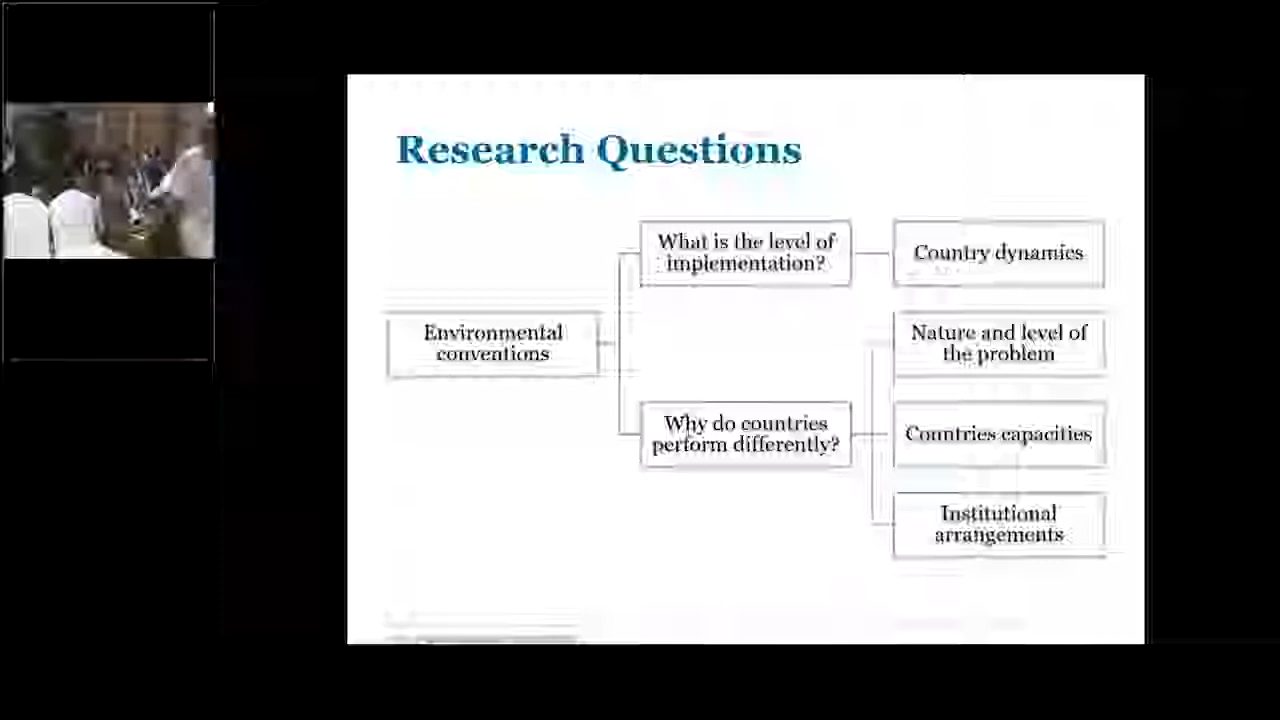 Research Questions
What is the level of
implementation?
Country dynamics
Environmental
conventions
Nature and level of
the problem
Why do countries
perform differently?
Countries capacities
Institutional
arrangements